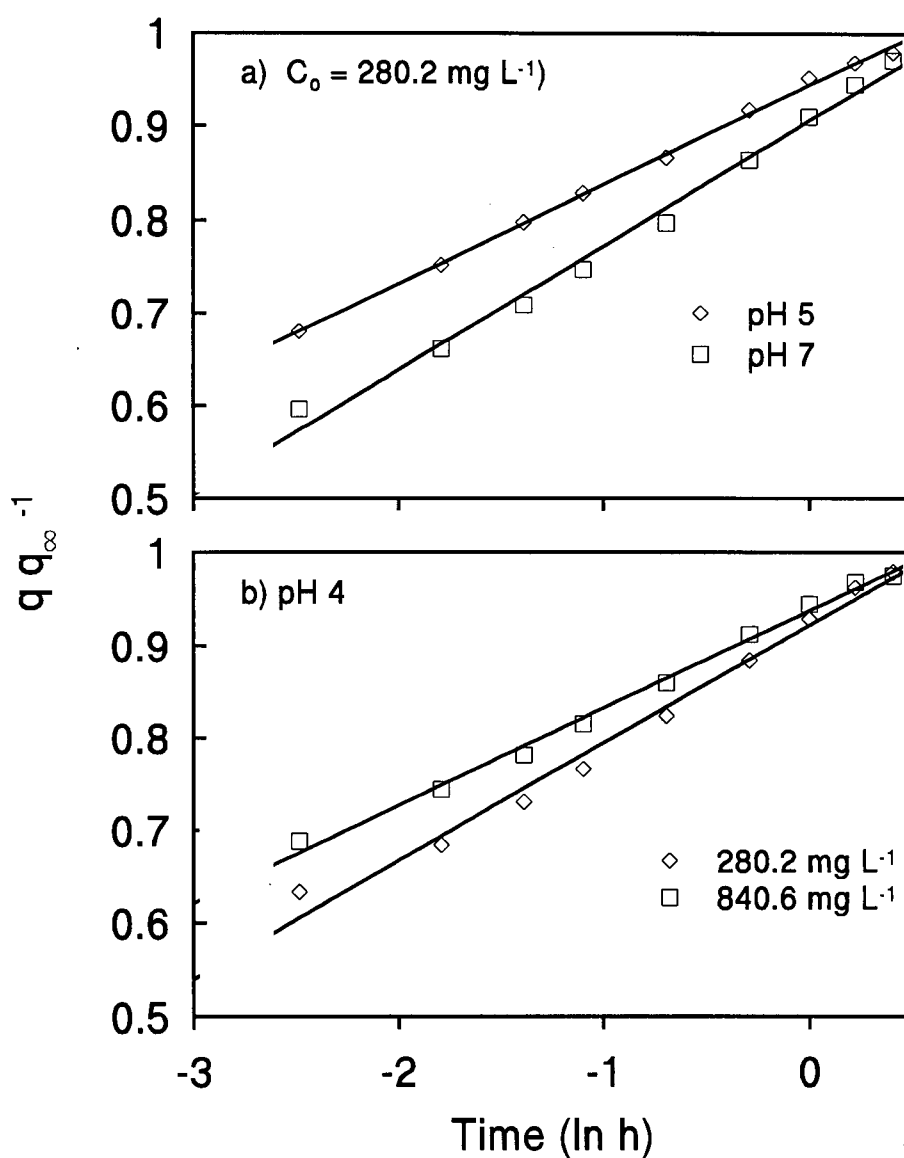 1
a) Cₒ = 280.2 mg L⁻¹)
0.9
0.8
0.7
◇ pH 5
□ pH 7
0.6
0.5
q q∞⁻¹
1
b) pH 4
0.9
0.8
0.7
◇ 280.2 mg L⁻¹
□ 840.6 mg L⁻¹
0.6
0.5
-3 -2 -1 0
Time (ln h)